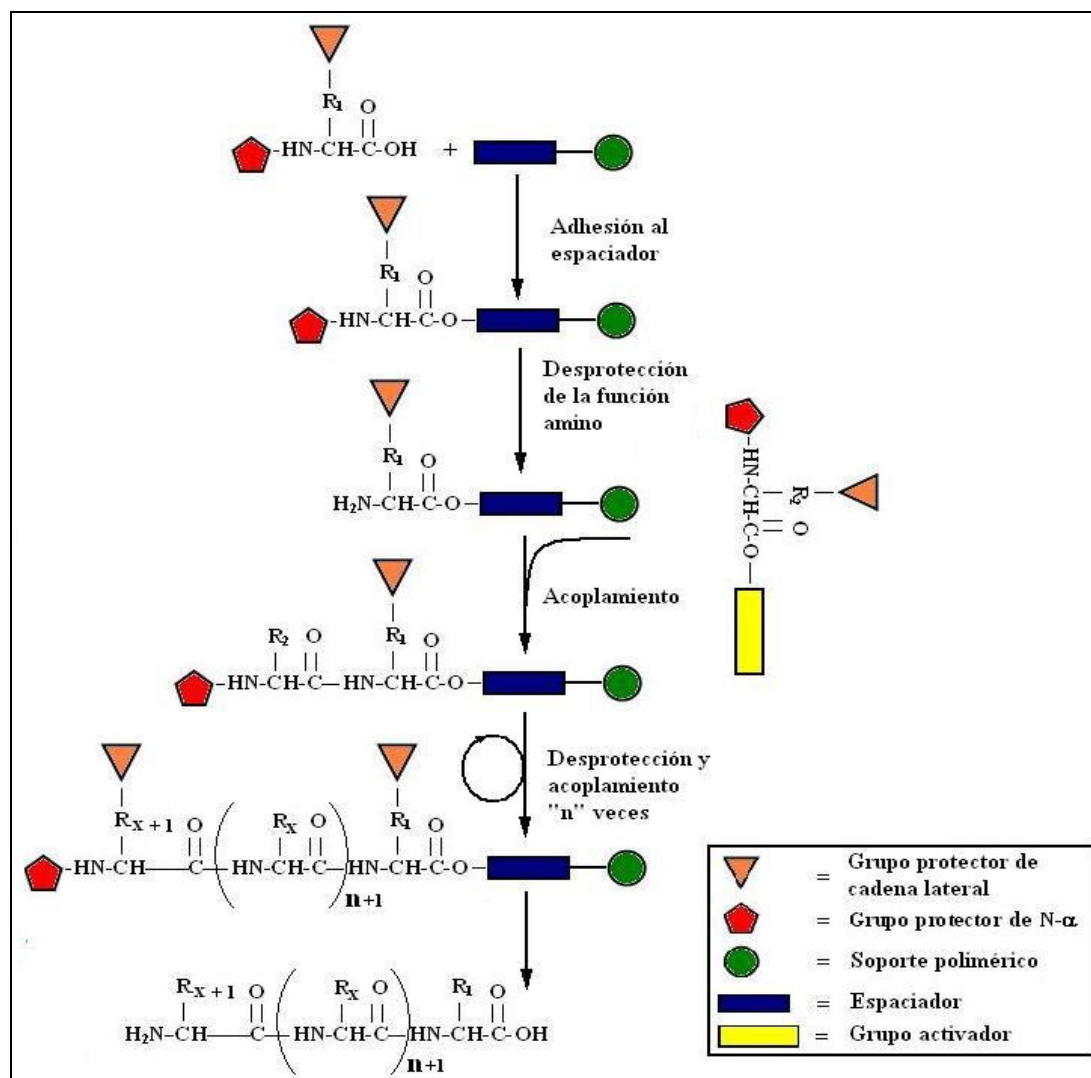 R₁ O
-HN-CH-C-OH +
Adhesión al
espaciador
R₁ O
-HN-CH-C-O-
Desprotección
de la función
amino
R₁ O
H₂N-CH-C-O-
HN-CH-C-O-
R₂
O
Acoplamiento
R₂ O R₁ O
-HN-CH-C-HN-CH-C-O-
Desprotección y
acoplamiento
"n" veces
Rx + 1 O Rx O R₁ O
-HN-CH-C-(HN-CH-C)n+1-HN-CH-C-O-
Rx + 1 O Rx O R₁ O
H₂N-CH-C-(HN-CH-C)n+1-HN-CH-C-OH
= Grupo protector de
cadena lateral
= Grupo protector de N-α
= Soporte polimérico
= Espaciador
= Grupo activador